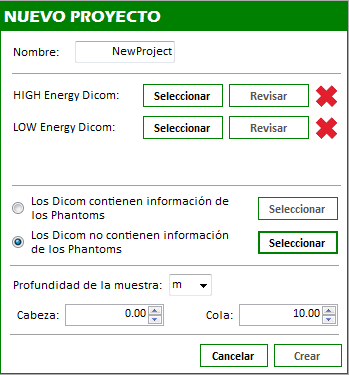 NUEVO PROYECTO
Nombre: NewProject
HIGH Energy Dicom: Seleccionar Revisar
LOW Energy Dicom: Seleccionar Revisar
Los Dicom contienen información
de los Phantoms Seleccionar
Los Dicom no contienen información
de los Phantoms Seleccionar
Profundidad de la muestra: m
Cabeza: 0.00 Cola: 10.00
Cancelar Crear